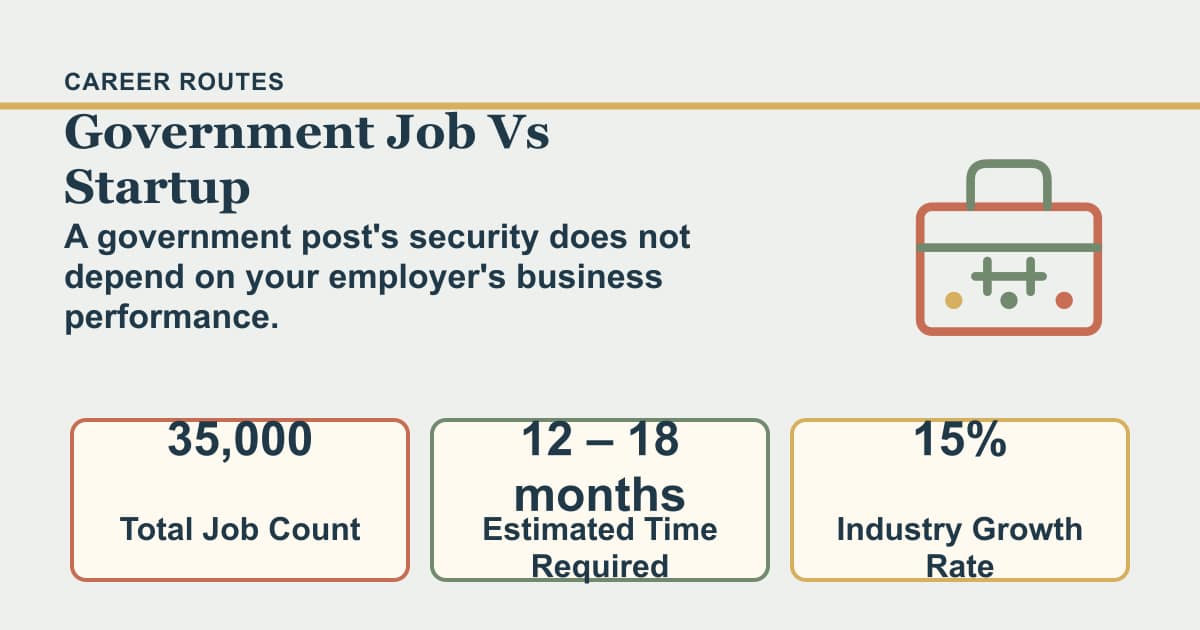 CAREER ROUTES
Government Job Vs
Startup
A government post's security does not
depend on your employer's business
performance.
35,000
Total Job Count
12 – 18
months
Estimated Time
Required
15%
Industry Growth
Rate